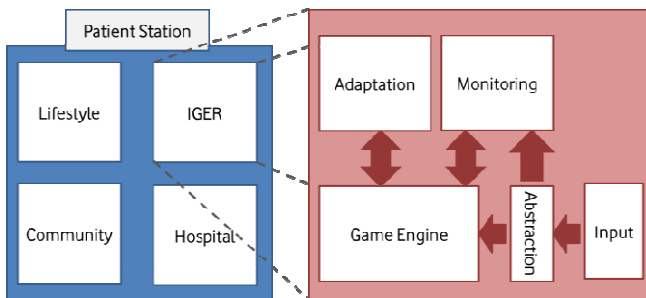 Patient Station
Lifestyle
IGER
Community
Hospital
Adaptation
Monitoring
Game Engine
Abstraction
Input